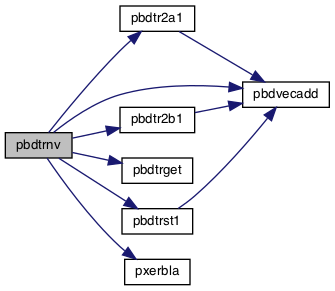 pbdtr2a1
pbdvecadd
pbdtr2b1
pbdtrnv
pbdtrget
pbdtrst1
pxerbla